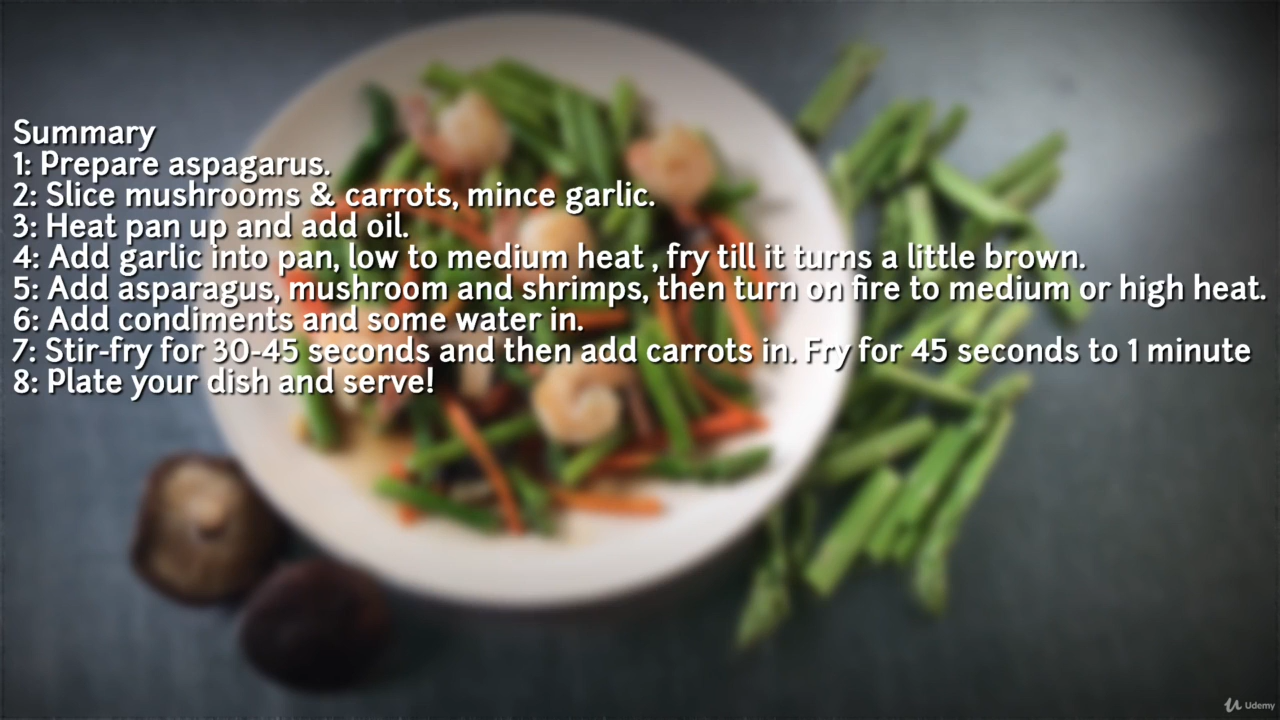 Summary
1: Prepare aspagarus.
2: Slice mushrooms & carrots, mince garlic.
3: Heat pan up and add oil.
4: Add garlic into pan, low to medium heat , fry till it turns a little brown.
5: Add asparagus, mushroom and shrimps, then turn on fire to medium or high heat.
6: Add condiments and some water in.
7: Stir-fry for 30-45 seconds and then add carrots in. Fry for 45 seconds to 1 minute
8: Plate your dish and serve!
Udemy